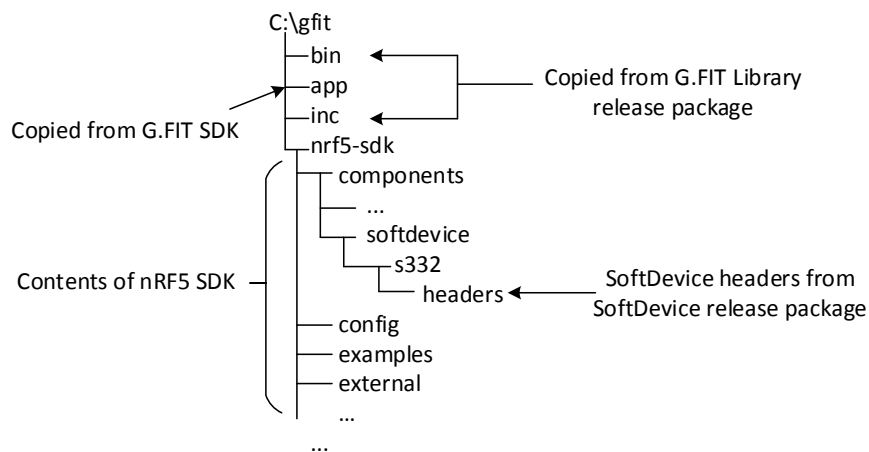 C:\gfit
bin
app
inc
nrf5-sdk
components
...
softdevice
s332
headers
config
examples
external
...
...
Copied from G.FIT SDK
Contents of nRF5 SDK
Copied from G.FIT Library
release package
SoftDevice headers from
SoftDevice release package